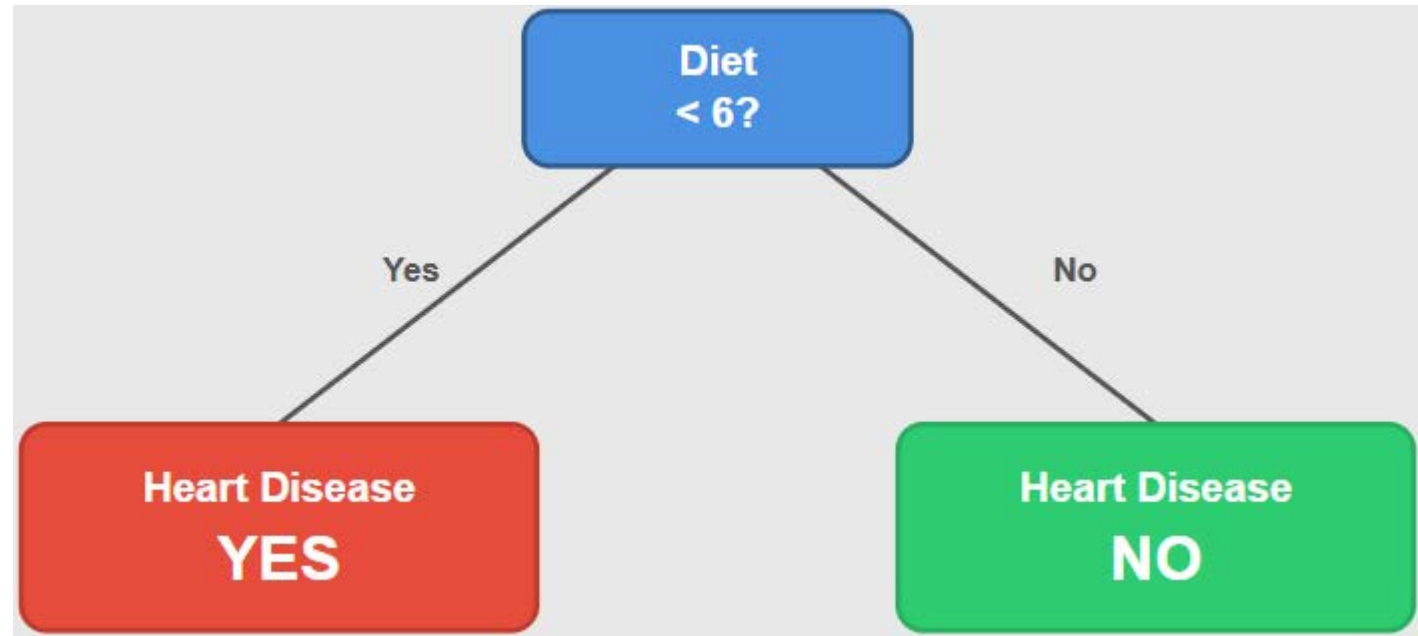 Diet
< 6?
Yes
No
Heart Disease
YES
Heart Disease
NO